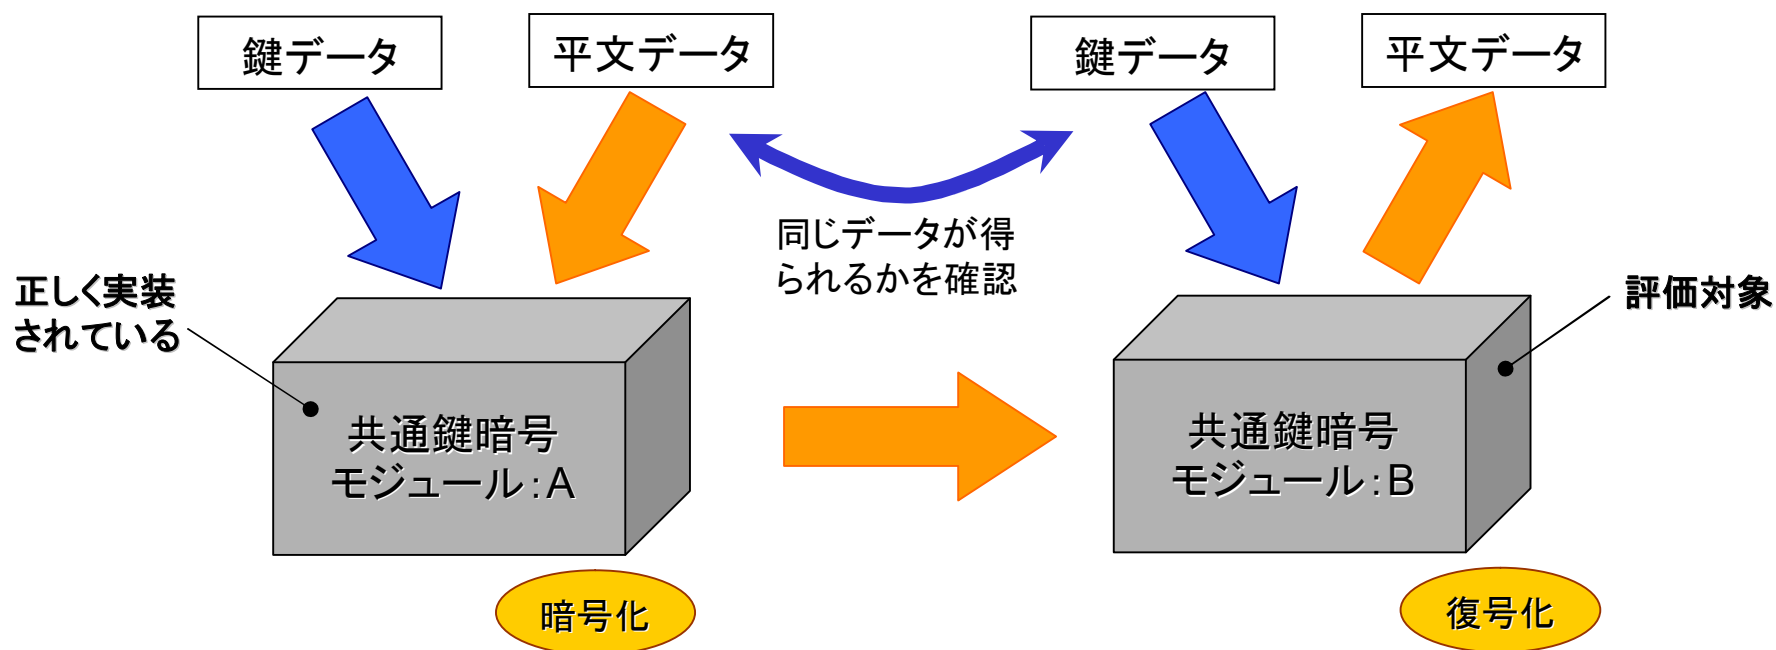 鍵データ
平文データ
鍵データ
平文データ
同じデータが得
られるかを確認
正しく実装
されている
評価対象
共通鍵暗号
モジュール:A
共通鍵暗号
モジュール:B
暗号化
復号化